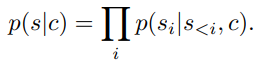 p(s|c) = ∏_i p(s_i|s_{<i}, c).